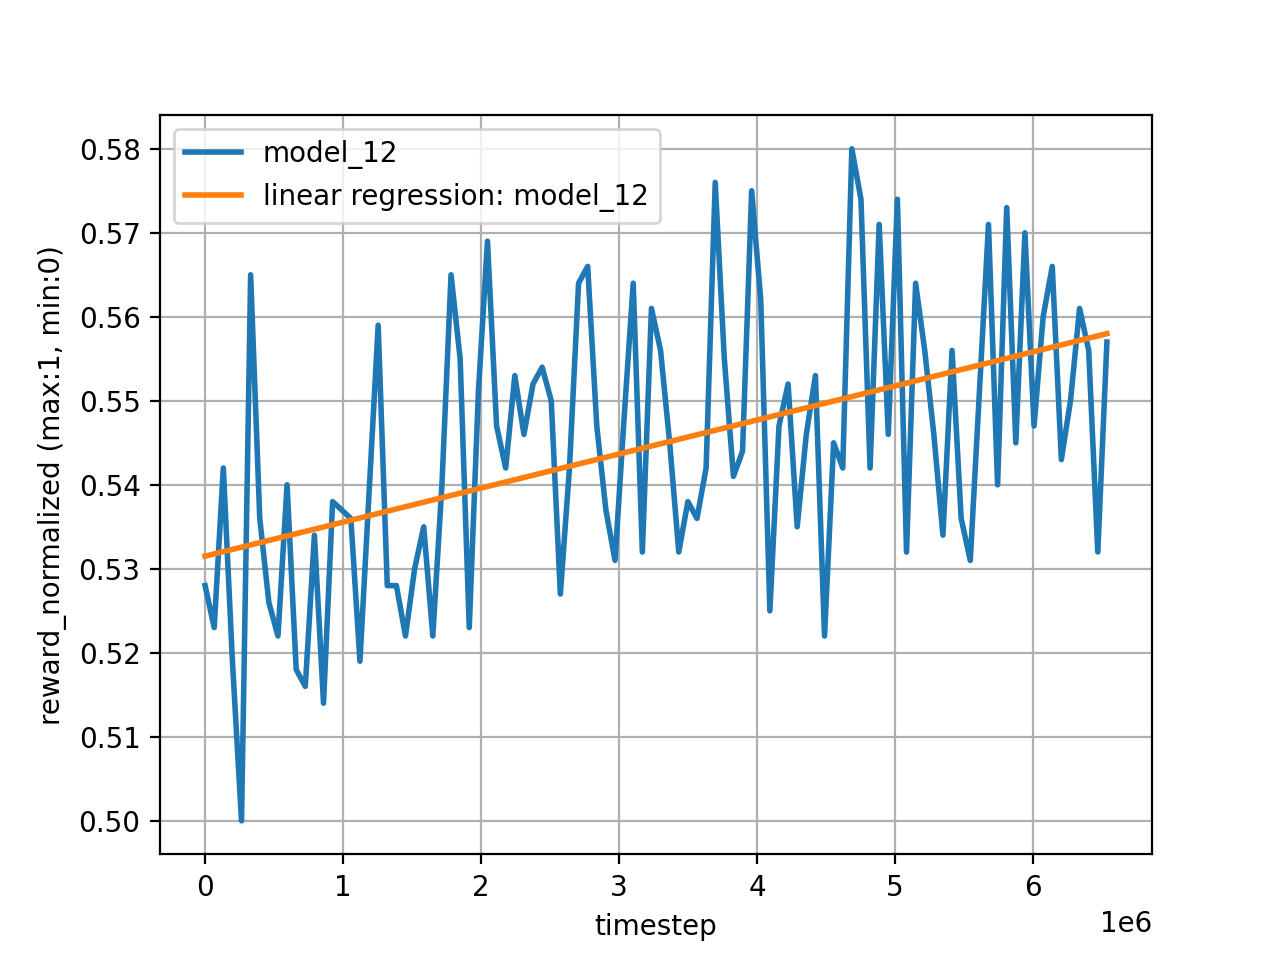 model_12
linear regression: model_12
reward_normalized (max:1, min:0)
0.58
0.57
0.56
0.55
0.54
0.53
0.52
0.51
0.50
0 1 2 3 4 5 6
1e6
timestep